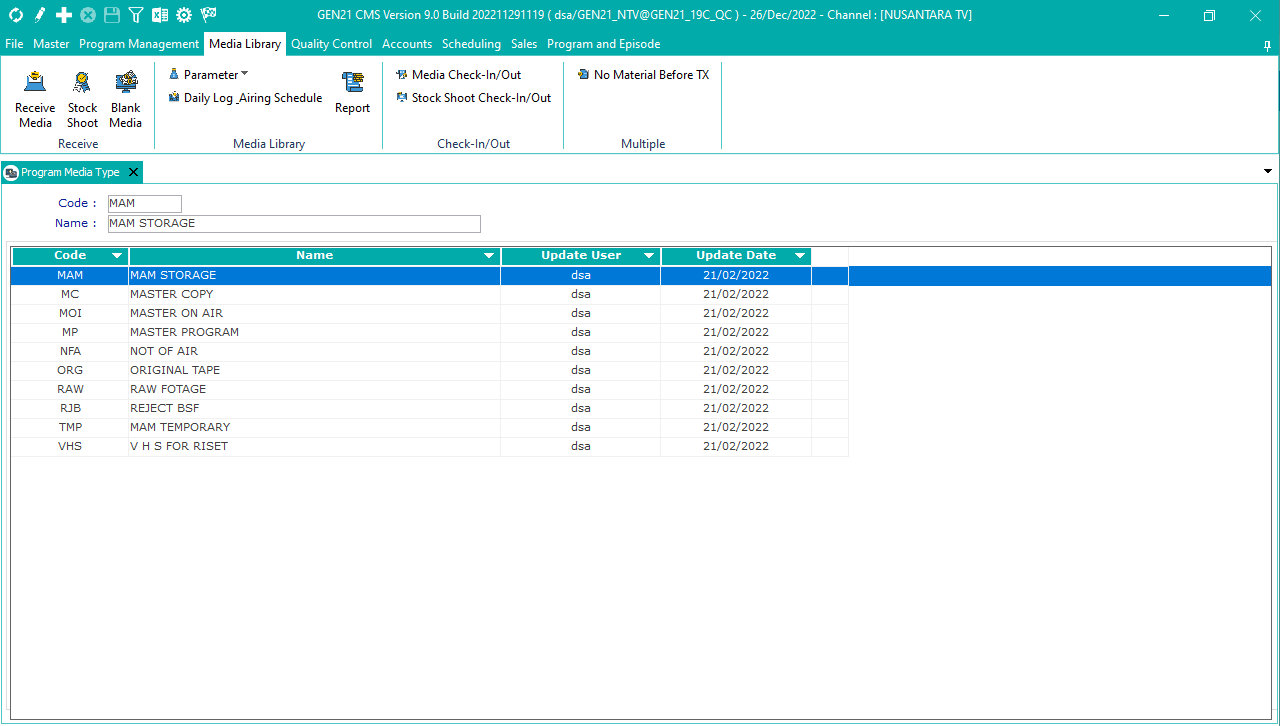 GEN21 CMS Version 9.0 Build 202211291119 ( dsa/GEN21_NTV@GEN21_19C_QC ) - 26/Dec/2022 - Channel : [NUSANTARA TV]
File Master Program Management Media Library Quality Control Accounts Scheduling Sales Program and Episode
Receive Media
Stock Shoot
Blank Media
Receive
Parameter
Daily Log _Airing Schedule
Report
Media Library
Media Check-In/Out
Stock Shoot Check-In/Out
Check-In/Out
No Material Before TX
Multiple
Program Media Type
Code : MAM
Name : MAM STORAGE
Code Name Update User Update Date
MAM MAM STORAGE dsa 21/02/2022
MC MASTER COPY dsa 21/02/2022
MOI MASTER ON AIR dsa 21/02/2022
MP MASTER PROGRAM dsa 21/02/2022
NFA NOT OF AIR dsa 21/02/2022
ORG ORIGINAL TAPE dsa 21/02/2022
RAW RAW FOTAGE dsa 21/02/2022
RJB REJECT BSF dsa 21/02/2022
TMP MAM TEMPORARY dsa 21/02/2022
VHS V H S FOR RISET dsa 21/02/2022